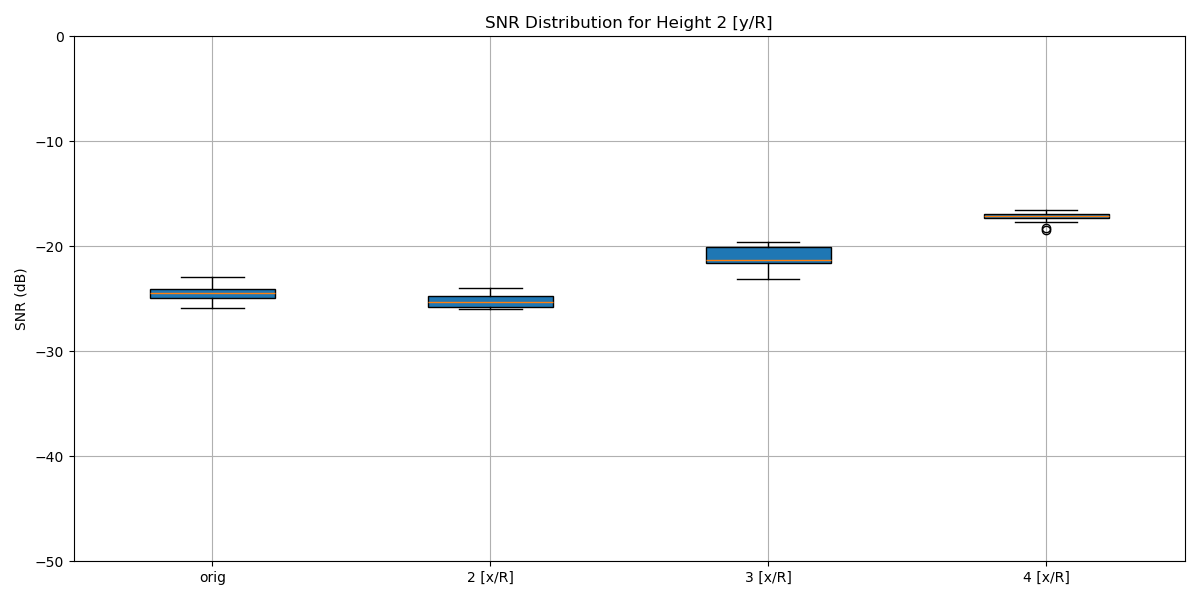 SNR Distribution for Height 2 [y/R]
SNR (dB)
0
−10
−20
−30
−40
−50
orig
2 [x/R]
3 [x/R]
4 [x/R]